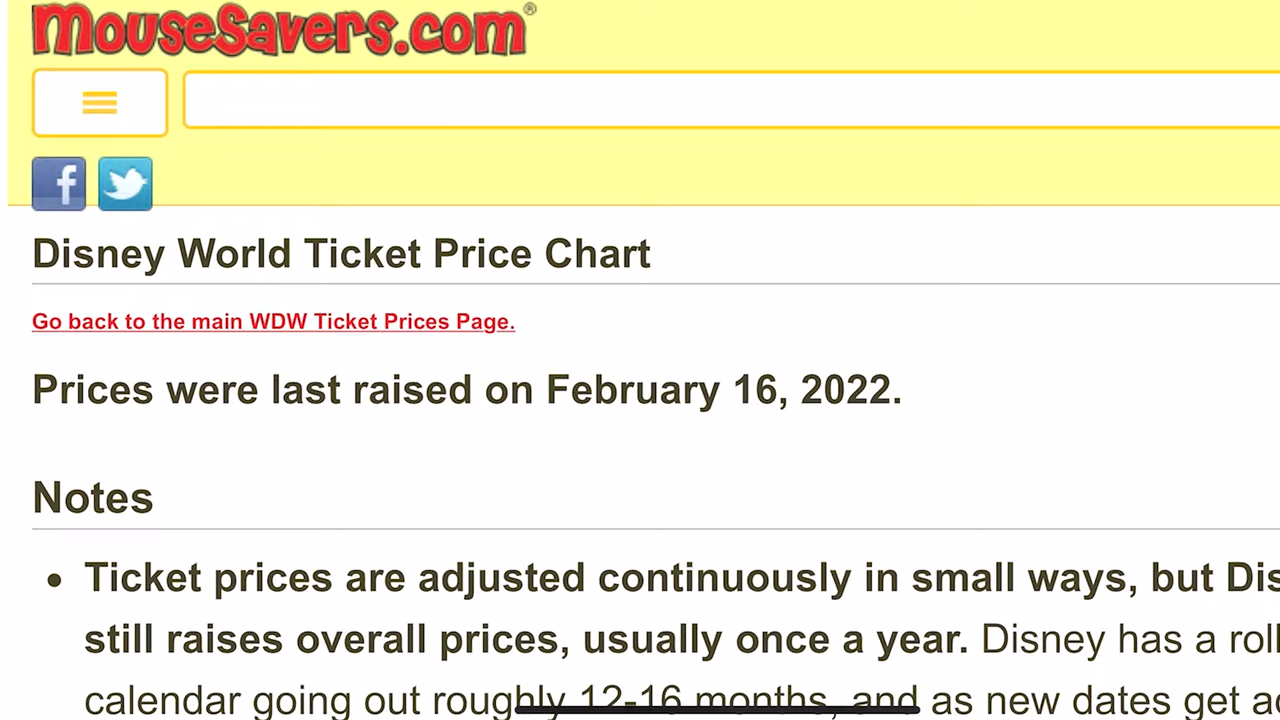 MouseSavers.com®
Disney World Ticket Price Chart
Go back to the main WDW Ticket Prices Page.
Prices were last raised on February 16, 2022.
Notes
• Ticket prices are adjusted continuously in small ways, but Dis
still raises overall prices, usually once a year. Disney has a roll
calendar going out roughly 12-16 months, and as new dates get